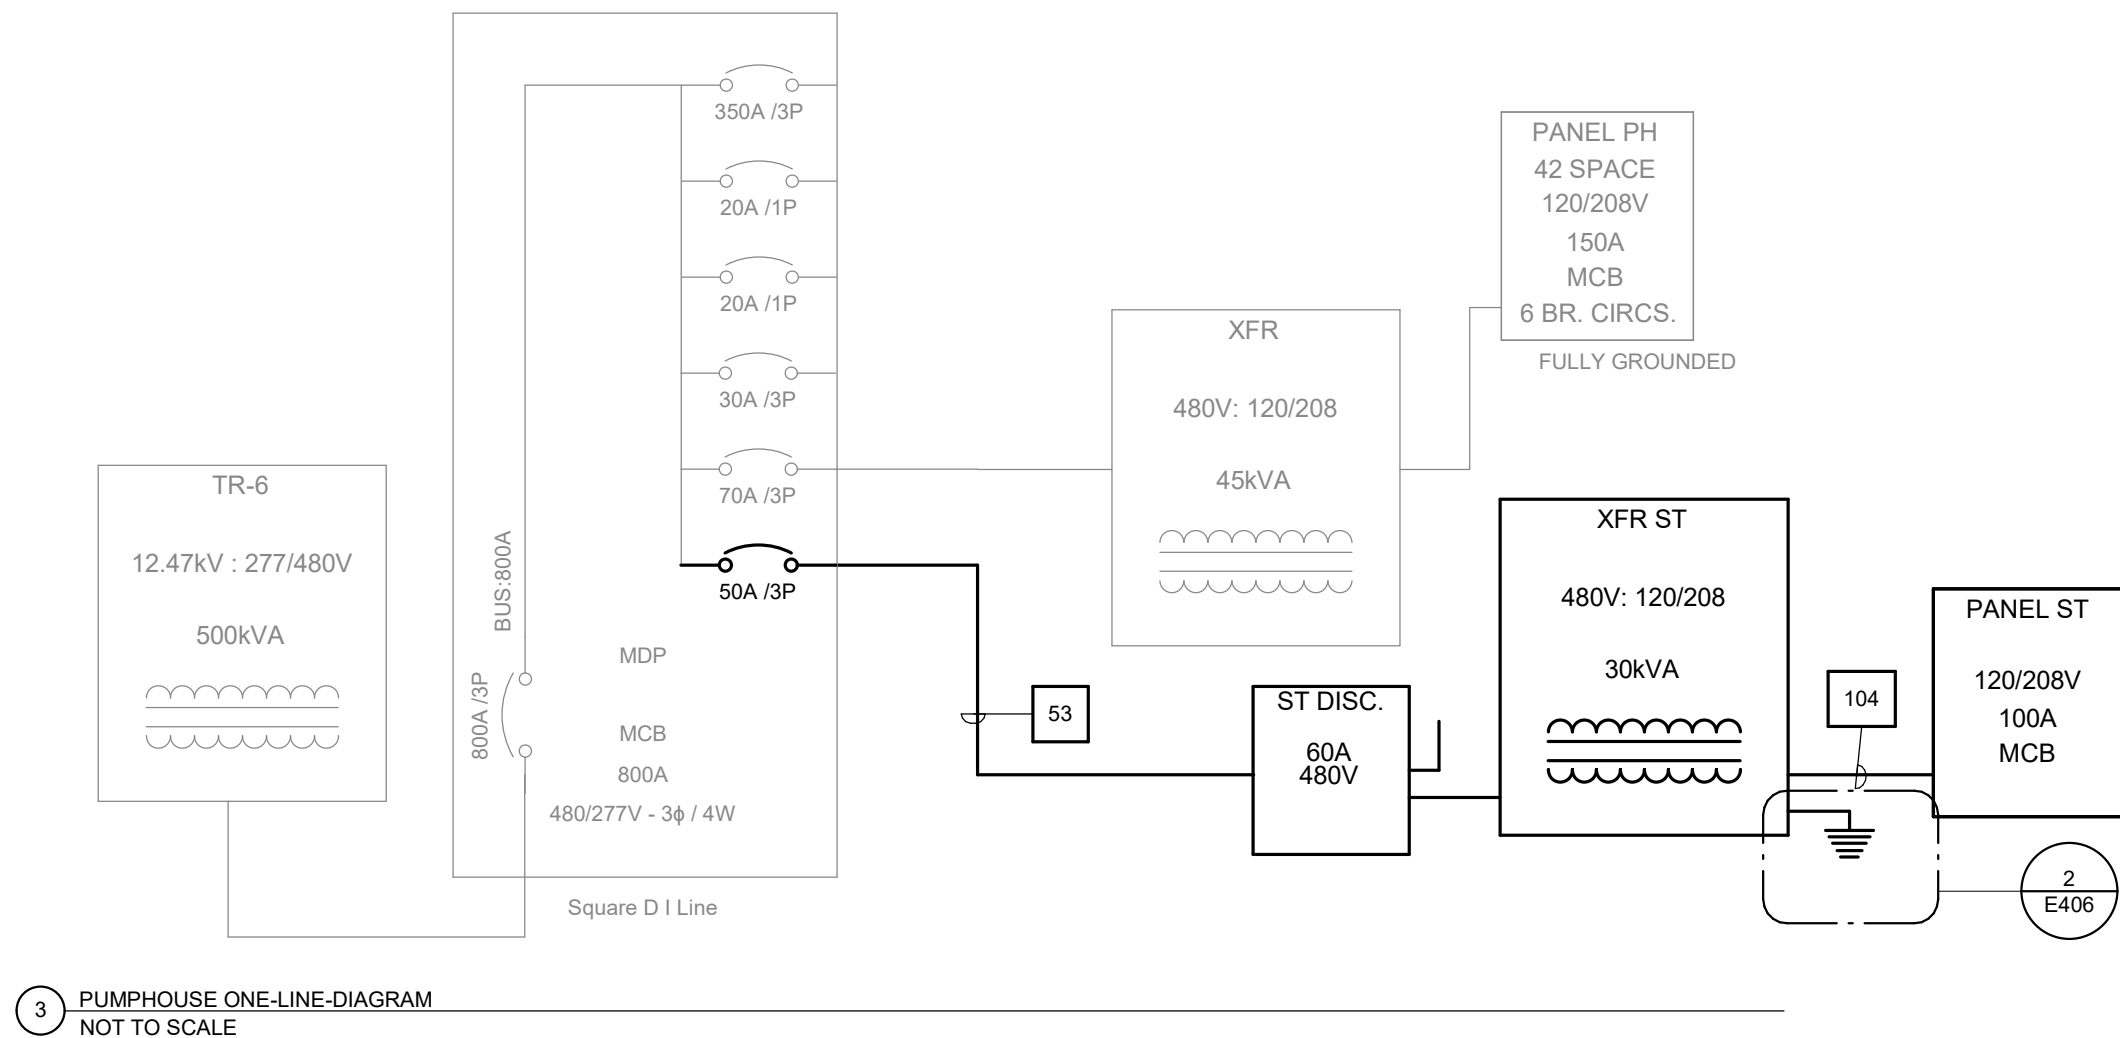 350A /3P
20A /1P
20A /1P
30A /3P
70A /3P
50A /3P
BUS:800A
800A /3P
MDP
MCB
800A
480/277V - 3ϕ / 4W
Square D I Line
TR-6
12.47kV : 277/480V
500kVA
XFR
480V: 120/208
45kVA
PANEL PH
42 SPACE
120/208V
150A
MCB
6 BR. CIRCS.
FULLY GROUNDED
53
ST DISC.
60A
480V
XFR ST
480V: 120/208
30kVA
104
PANEL ST
120/208V
100A
MCB
2
E406
3
PUMPHOUSE ONE-LINE-DIAGRAM
NOT TO SCALE